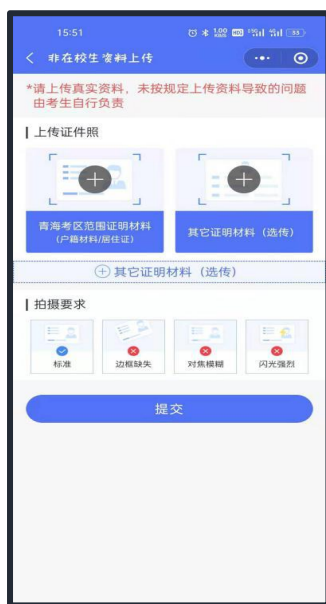 15:51
非在校生资料上传
*请上传真实资料，未按规定上传资料导致的问题
由考生自行负责
上传证件照
青海考区范围证明材料
(户籍材料/居住证)
其它证明材料（选传）
其它证明材料（选传）
拍摄要求
标准
边框缺失
对焦模糊
闪光强烈
提交